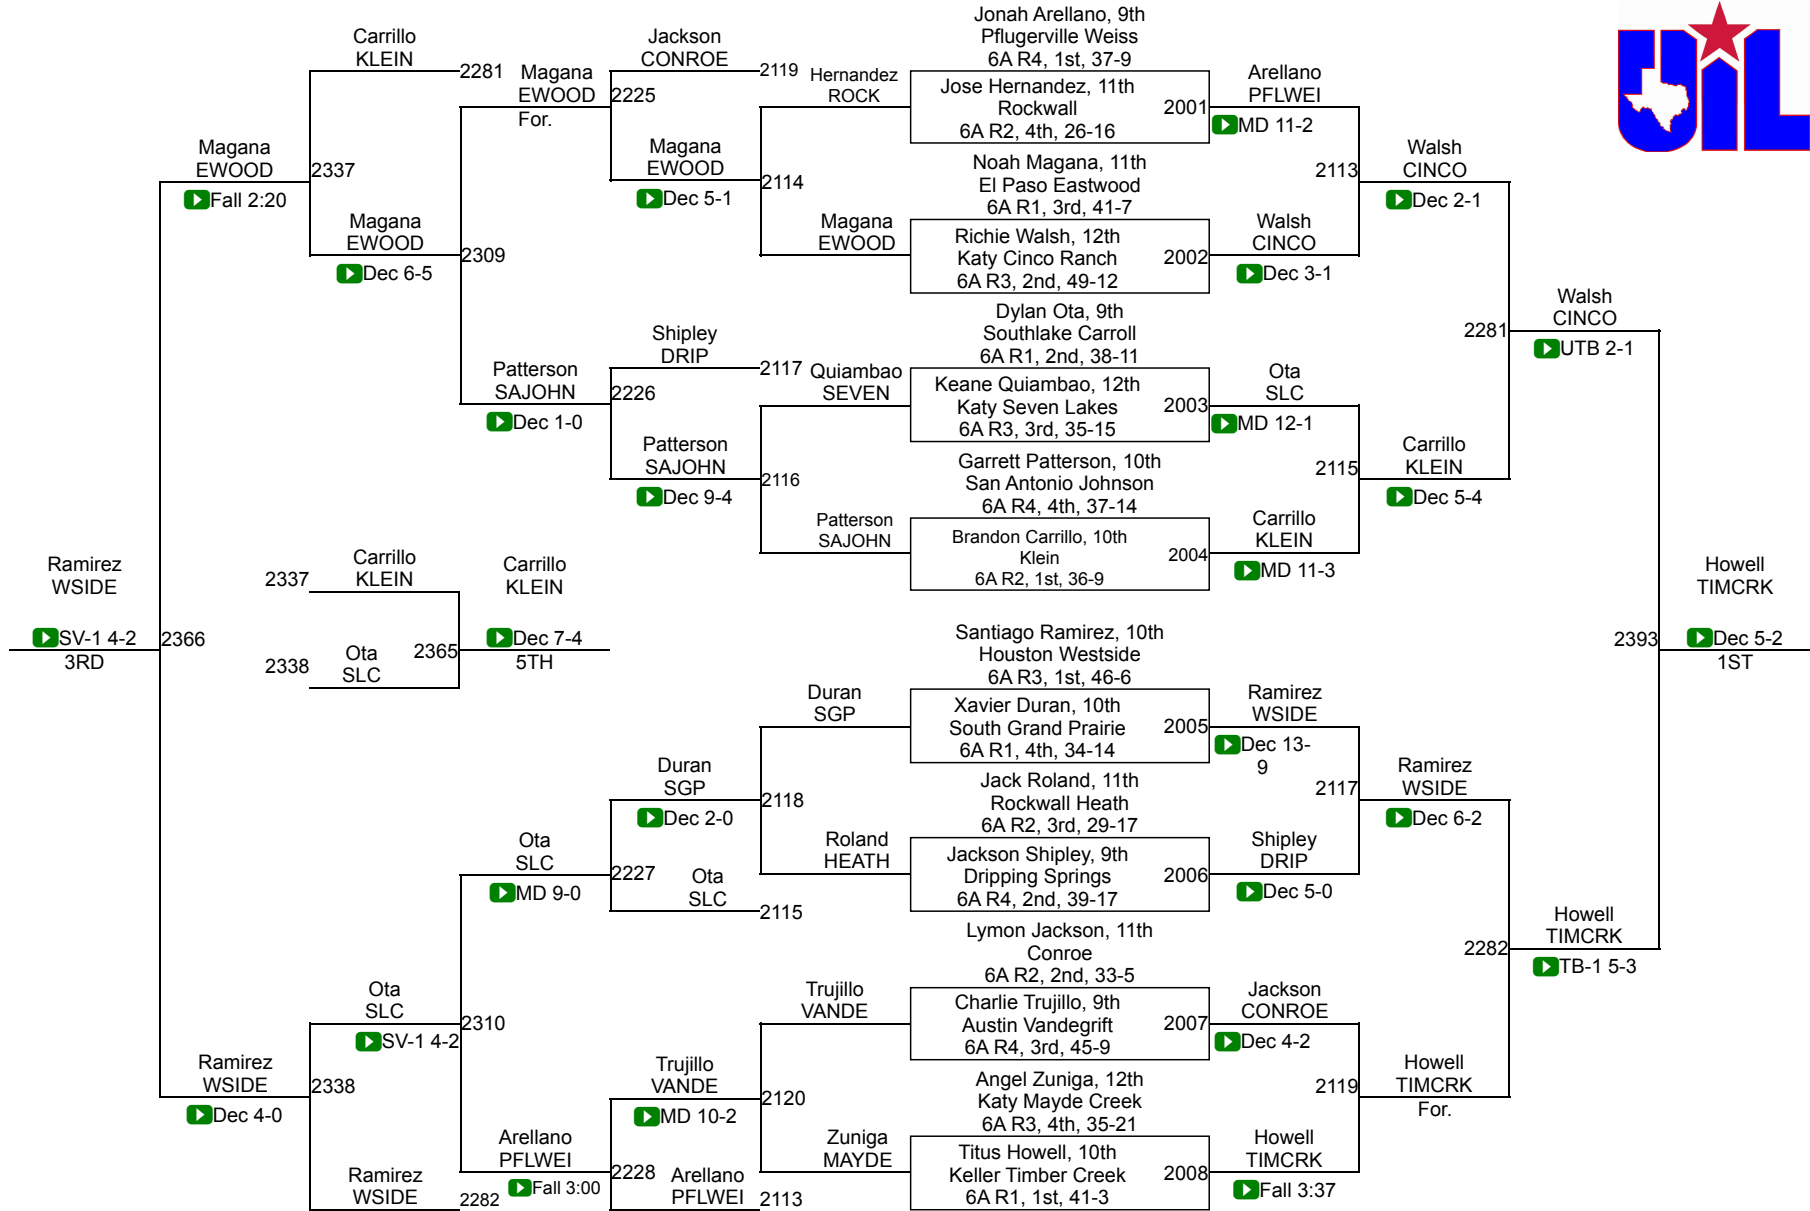 UIL
Carrillo
KLEIN
2281
Magana
EWOOD
For.
Jackson
CONROE
2119
2225
Magana
EWOOD
Dec 5-1
Magana
EWOOD
Fall 2:20
2337
Magana
EWOOD
Dec 6-5
2309
Hernandez
ROCK
2114
Magana
EWOOD
Patterson
SAJOHN
Dec 1-0
Shipley
DRIP
2117
2226
Patterson
SAJOHN
Dec 9-4
Quiambao
SEVEN
2116
Patterson
SAJOHN
Jonah Arellano, 9th
Pflugerville Weiss
6A R4, 1st, 37-9
Jose Hernandez, 11th
Rockwall
6A R2, 4th, 26-16
2001
Noah Magana, 11th
El Paso Eastwood
6A R1, 3rd, 41-7
Richie Walsh, 12th
Katy Cinco Ranch
6A R3, 2nd, 49-12
2002
Dylan Ota, 9th
Southlake Carroll
6A R1, 2nd, 38-11
Keane Quiambao, 12th
Katy Seven Lakes
6A R3, 3rd, 35-15
2003
Garrett Patterson, 10th
San Antonio Johnson
6A R4, 4th, 37-14
Brandon Carrillo, 10th
Klein
6A R2, 1st, 36-9
2004
Arellano
PFLWEI
MD 11-2
2113
Walsh
CINCO
Dec 3-1
Walsh
CINCO
Dec 2-1
Ota
SLC
MD 12-1
2115
Carrillo
KLEIN
MD 11-3
Carrillo
KLEIN
Dec 5-4
2281
Walsh
CINCO
UTB 2-1
Ramirez
WSIDE
SV-1 4-2
3RD
2366
2337
Carrillo
KLEIN
2338
Ota
SLC
2365
Carrillo
KLEIN
Dec 7-4
5TH
2393
Howell
TIMCRK
Dec 5-2
1ST
Duran
SGP
Duran
SGP
Dec 2-0
2118
Roland
HEATH
Ota
SLC
MD 9-0
2227
Ota
SLC
2115
Ota
SLC
SV-1 4-2
2310
Ramirez
WSIDE
Dec 4-0
2338
Ramirez
WSIDE
2282
Arellano
PFLWEI
Fall 3:00
Trujillo
VANDE
MD 10-2
2228
Arellano
PFLWEI
2113
Trujillo
VANDE
2120
Zuniga
MAYDE
Santiago Ramirez, 10th
Houston Westside
6A R3, 1st, 46-6
Xavier Duran, 10th
South Grand Prairie
6A R1, 4th, 34-14
2005
Jack Roland, 11th
Rockwall Heath
6A R2, 3rd, 29-17
Jackson Shipley, 9th
Dripping Springs
6A R4, 2nd, 39-17
2006
Lymon Jackson, 11th
Conroe
6A R2, 2nd, 33-5
Charlie Trujillo, 9th
Austin Vandegrift
6A R4, 3rd, 45-9
2007
Angel Zuniga, 12th
Katy Mayde Creek
6A R3, 4th, 35-21
Titus Howell, 10th
Keller Timber Creek
6A R1, 1st, 41-3
2008
Ramirez
WSIDE
Dec 13-
9
2117
Shipley
DRIP
Dec 5-0
Ramirez
WSIDE
Dec 6-2
Jackson
CONROE
Dec 4-2
2119
Howell
TIMCRK
Fall 3:37
Howell
TIMCRK
For.
2282
Howell
TIMCRK
TB-1 5-3